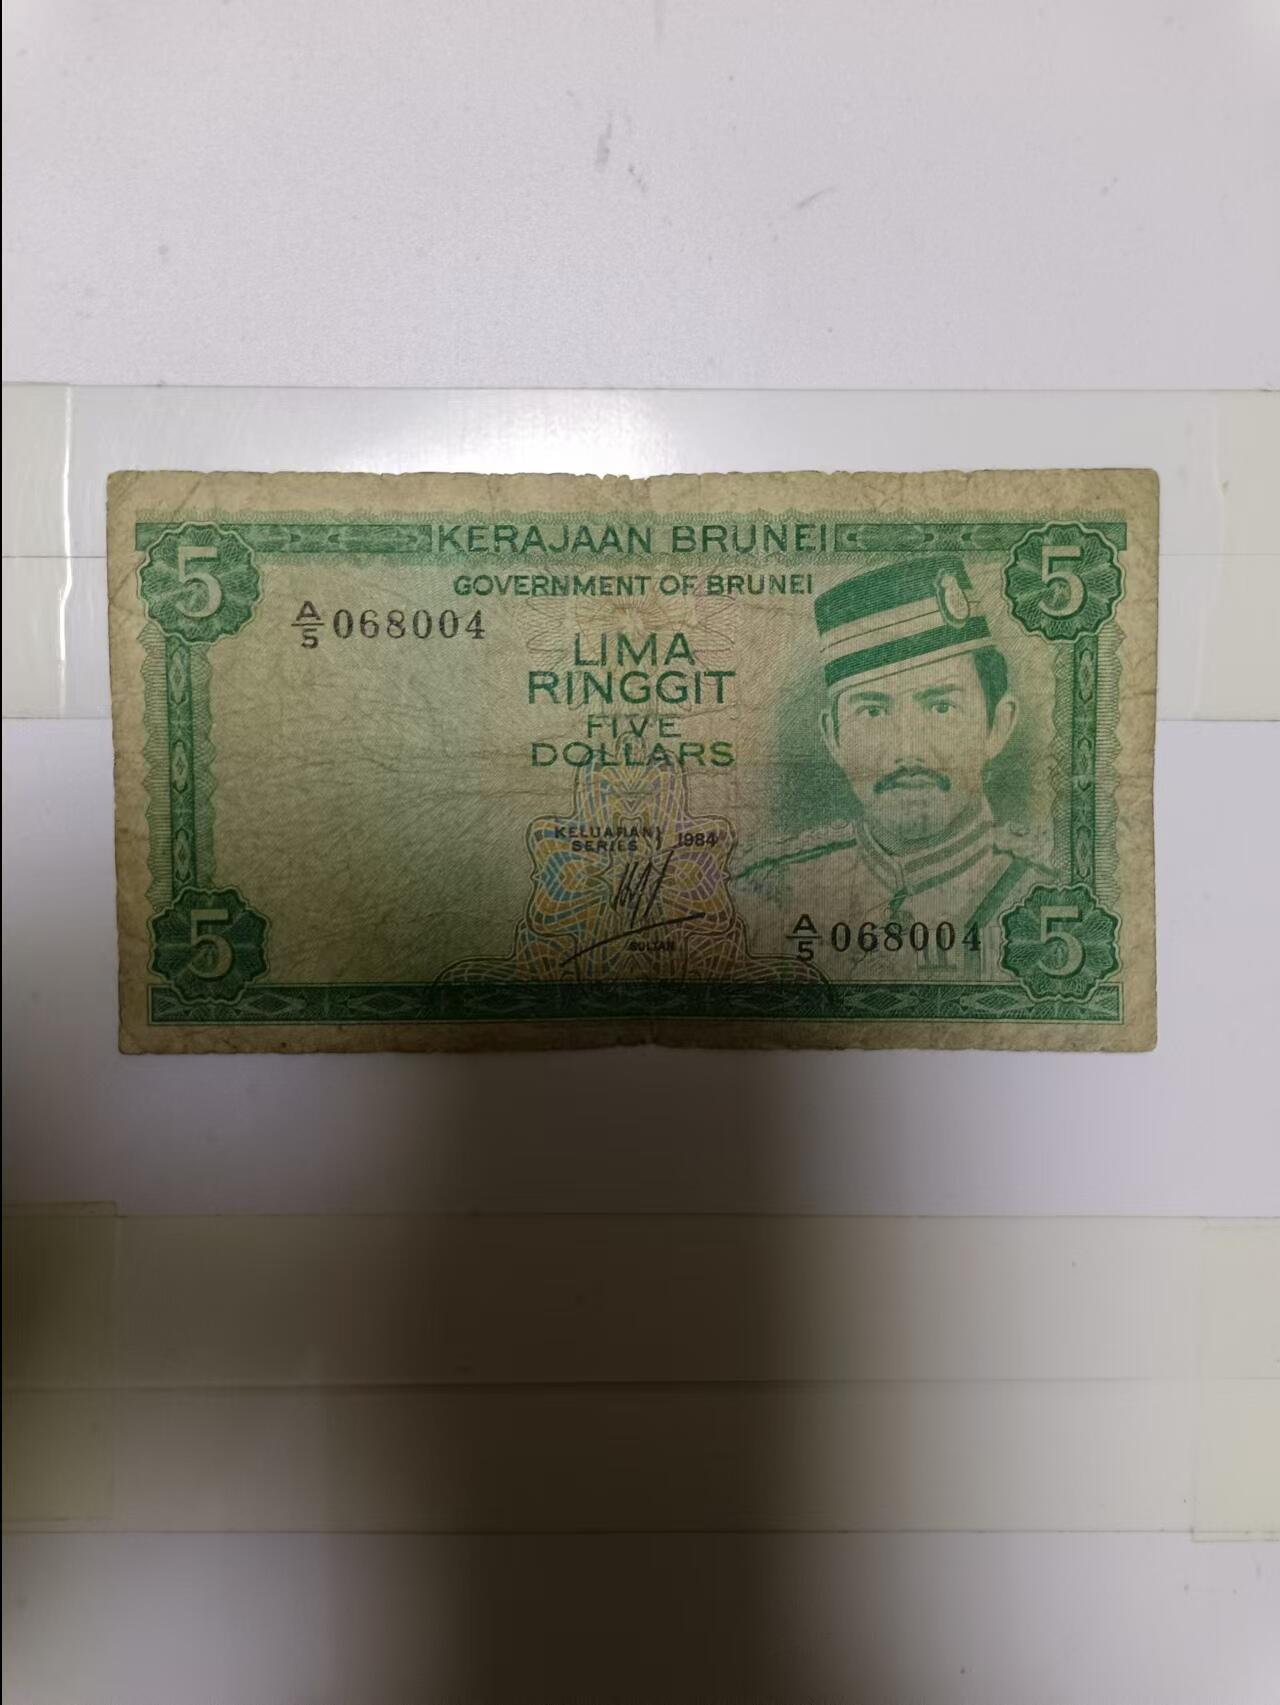 KERAJAAN BRUNEI
GOVERNMENT OF BRUNEI
5
5
A/5 068004
LIMA
RINGGIT
FIVE
DOLLARS
KELUARAN
SERIES } 1984
SULTAN
A/5 068004
5
5